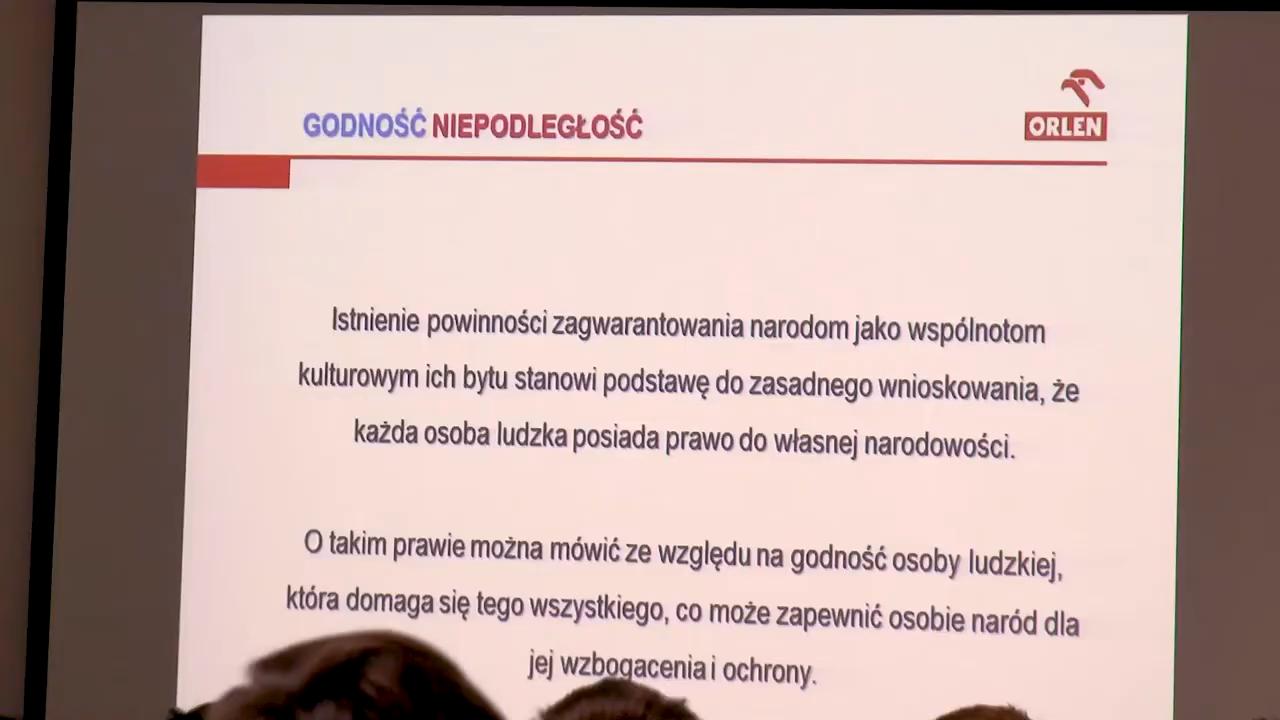 GODNOŚĆ NIEPODLEGŁOŚĆ
ORLEN
Istnienie powinności zagwarantowania narodom jako wspólnotom
kulturowym ich bytu stanowi podstawę do zasadnego wnioskowania, że
każda osoba ludzka posiada prawo do własnej narodowości.
O takim prawie można mówić ze względu na godność osoby ludzkiej,
która domaga się tego wszystkiego, co może zapewnić osobie naród dla
jej wzbogacenia i ochrony.